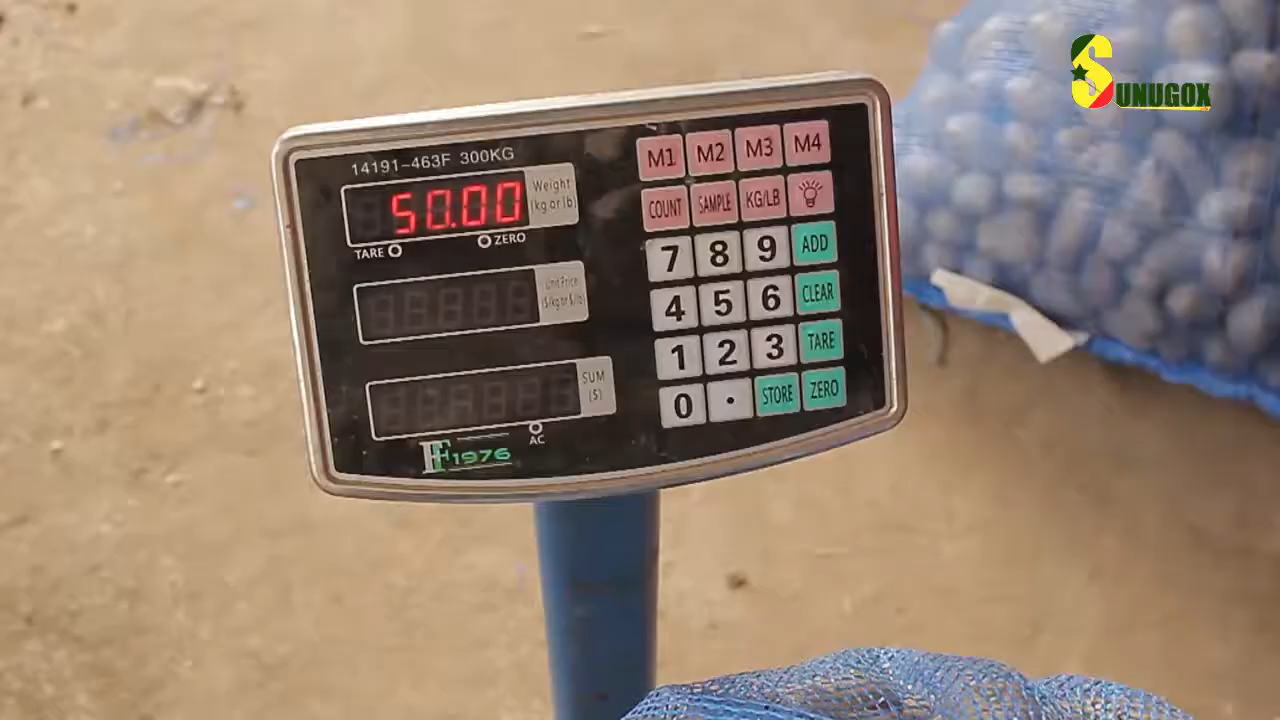 SUNUGOX
14191-463F 300KG
50.00
Weight
(kg or lb)
TARE
ZERO
Unit Price
($/kg or $/lb)
SUM
($)
AC
FH1976
M1 M2 M3 M4
COUNT SAMPLE KG/LB
7 8 9 ADD
4 5 6 CLEAR
1 2 3 TARE
0 . STORE ZERO